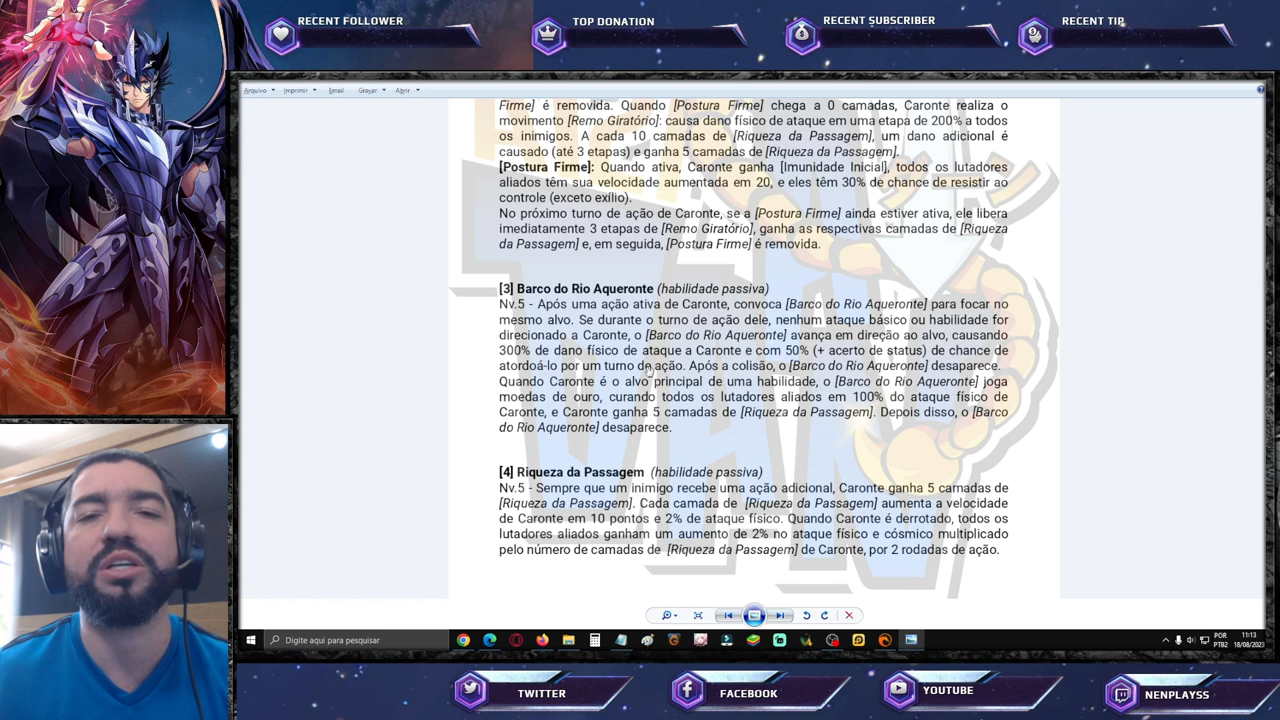 RECENT FOLLOWER
TOP DONATION
RECENT SUBSCRIBER
RECENT TIP
Arquivo Imprimir Email Gravar Abrir
Firme] é removida. Quando [Postura Firme] chega a 0 camadas, Caronte realiza o
movimento [Remo Giratório]: causa dano físico de ataque em uma etapa de 200% a todos
os inimigos. A cada 10 camadas de [Riqueza da Passagem], um dano adicional é
causado (até 3 etapas) e ganha 5 camadas de [Riqueza da Passagem].
[Postura Firme]: Quando ativa, Caronte ganha [Imunidade Inicial], todos os lutadores
aliados têm sua velocidade aumentada em 20, e eles têm 30% de chance de resistir ao
controle (exceto exílio).
No próximo turno de ação de Caronte, se a [Postura Firme] ainda estiver ativa, ele libera
imediatamente 3 etapas de [Remo Giratório], ganha as respectivas camadas de [Riqueza
da Passagem] e, em seguida, [Postura Firme] é removida.
[3] Barco do Rio Aqueronte (habilidade passiva)
Nv.5 - Após uma ação ativa de Caronte, convoca [Barco do Rio Aqueronte] para focar no
mesmo alvo. Se durante o turno de ação dele, nenhum ataque básico ou habilidade for
direcionado a Caronte, o [Barco do Rio Aqueronte] avança em direção ao alvo, causando
300% de dano físico de ataque a Caronte e com 50% (+ acerto de status) de chance de
atordoá-lo por um turno de ação. Após a colisão, o [Barco do Rio Aqueronte] desaparece.
Quando Caronte é o alvo principal de uma habilidade, o [Barco do Rio Aqueronte] joga
moedas de ouro, curando todos os lutadores aliados em 100% do ataque físico de
Caronte, e Caronte ganha 5 camadas de [Riqueza da Passagem]. Depois disso, o [Barco
do Rio Aqueronte] desaparece.
[4] Riqueza da Passagem (habilidade passiva)
Nv.5 - Sempre que um inimigo recebe uma ação adicional, Caronte ganha 5 camadas de
[Riqueza da Passagem]. Cada camada de [Riqueza da Passagem] aumenta a velocidade
de Caronte em 10 pontos e 2% de ataque físico. Quando Caronte é derrotado, todos os
lutadores aliados ganham um aumento de 2% no ataque físico e cósmico multiplicado
pelo número de camadas de [Riqueza da Passagem] de Caronte, por 2 rodadas de ação.
Digite aqui para pesquisar
POR 11:13
PTB2 18/08/2023
TWITTER
FACEBOOK
YOUTUBE
NENPLAYSS